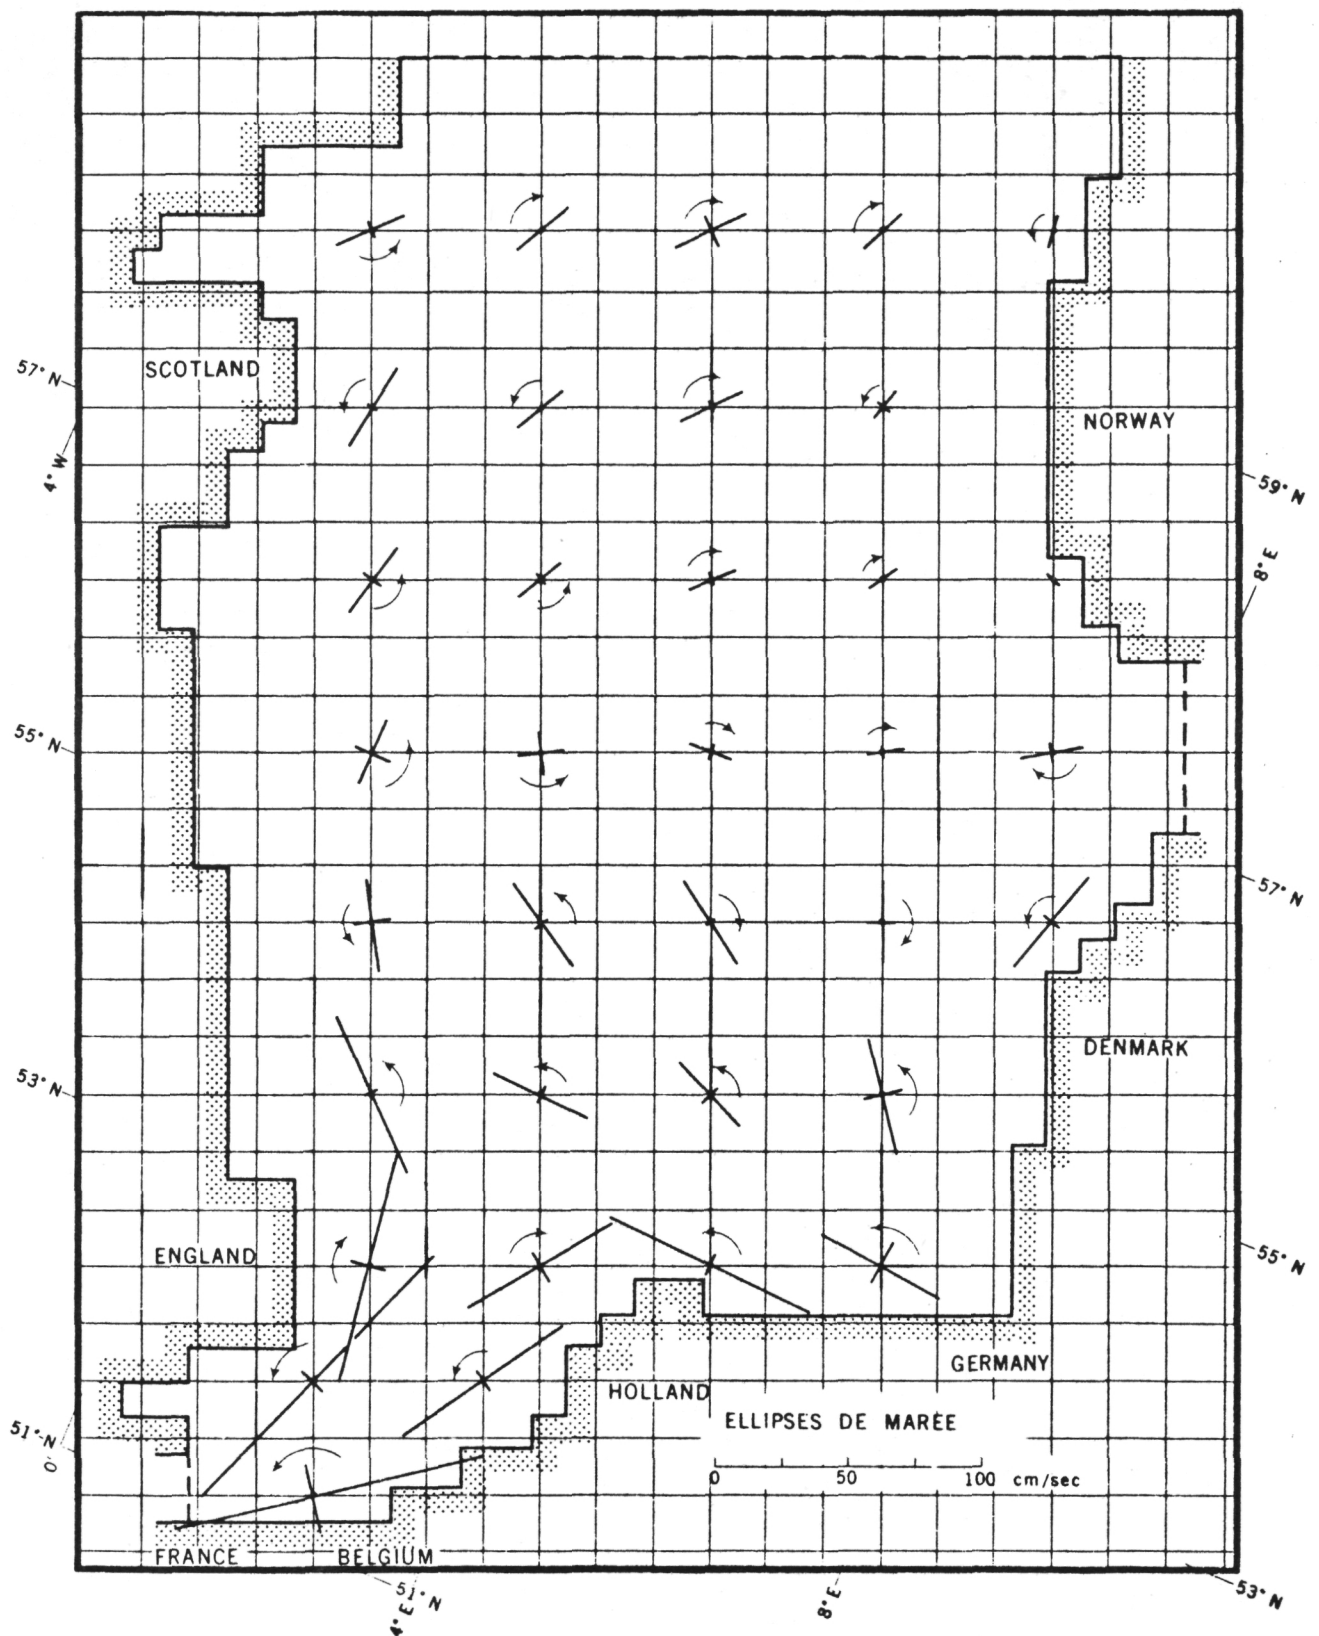 57° N
SCOTLAND
NORWAY
4° W
59° N
8° E
55° N
57° N
53° N
DENMARK
ENGLAND
55° N
GERMANY
HOLLAND
ELLIPSES DE MARÉE
51° N
0°
0 50 100 cm/sec
FRANCE BELGIUM
51° N
4° E
8° E
53° N